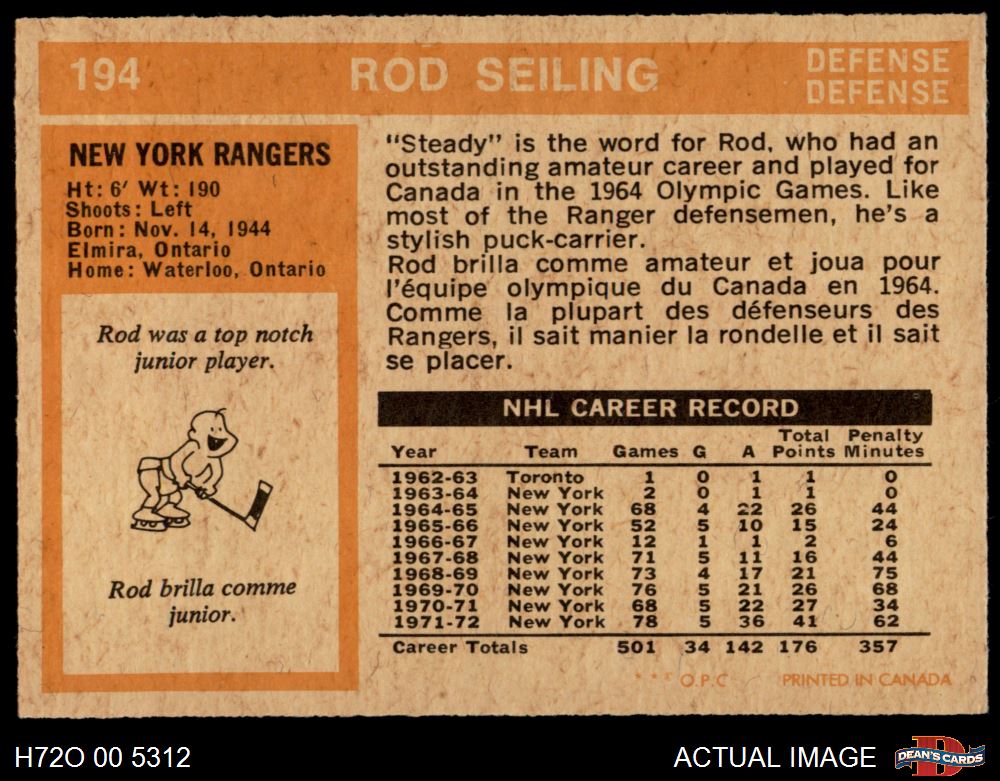 194
ROD SEILING
DEFENSE
DEFENSE
NEW YORK RANGERS
Ht: 6' Wt: 190
Shoots: Left
Born: Nov. 14, 1944
Elmira, Ontario
Home: Waterloo, Ontario
Rod was a top notch
junior player.
Rod brilla comme
junior.
"Steady" is the word for Rod, who had an
outstanding amateur career and played for
Canada in the 1964 Olympic Games. Like
most of the Ranger defensemen, he's a
stylish puck-carrier.
Rod brilla comme amateur et joua pour
l'équipe olympique du Canada en 1964.
Comme la plupart des défenseurs des
Rangers, il sait manier la rondelle et il sait
se placer.
NHL CAREER RECORD
Total Penalty
Year Team Games G A Points Minutes
1962-63 Toronto 1 0 1 1 0
1963-64 New York 2 0 1 1 0
1964-65 New York 68 4 22 26 44
1965-66 New York 52 5 10 15 24
1966-67 New York 12 1 1 2 6
1967-68 New York 71 5 11 16 44
1968-69 New York 73 4 17 21 75
1969-70 New York 76 5 21 26 68
1970-71 New York 68 5 22 27 34
1971-72 New York 78 5 36 41 62
Career Totals 501 34 142 176 357
* * * O.P.C PRINTED IN CANADA
H72O 00 5312
ACTUAL IMAGE
DEAN'S CARDS